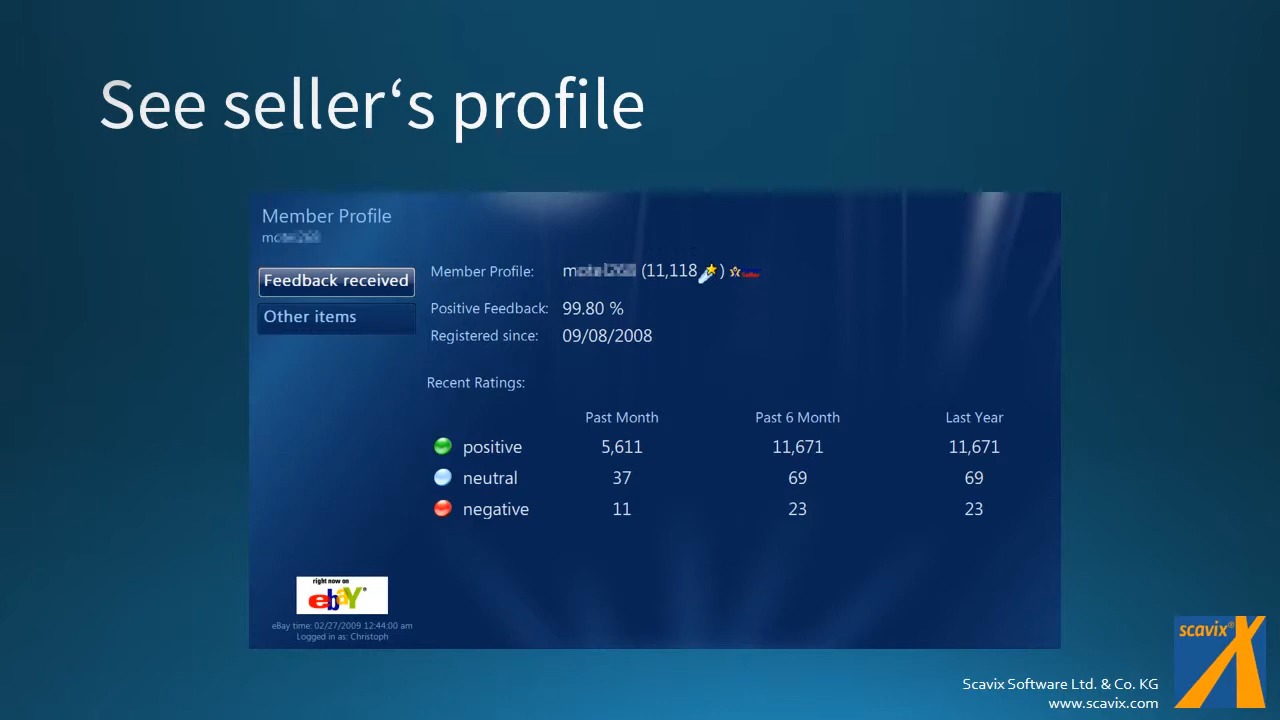 See seller‘s profile
Member Profile
Feedback received
Other items
Member Profile: (11,118 )
Positive Feedback: 99.80 %
Registered since: 09/08/2008
Recent Ratings:
Past Month Past 6 Month Last Year
positive 5,611 11,671 11,671
neutral 37 69 69
negative 11 23 23
right now on
ebaY®
eBay time: 02/27/2009 12:44:00 am
Logged in as: Christoph
scavix®
Scavix Software Ltd. & Co. KG
www.scavix.com